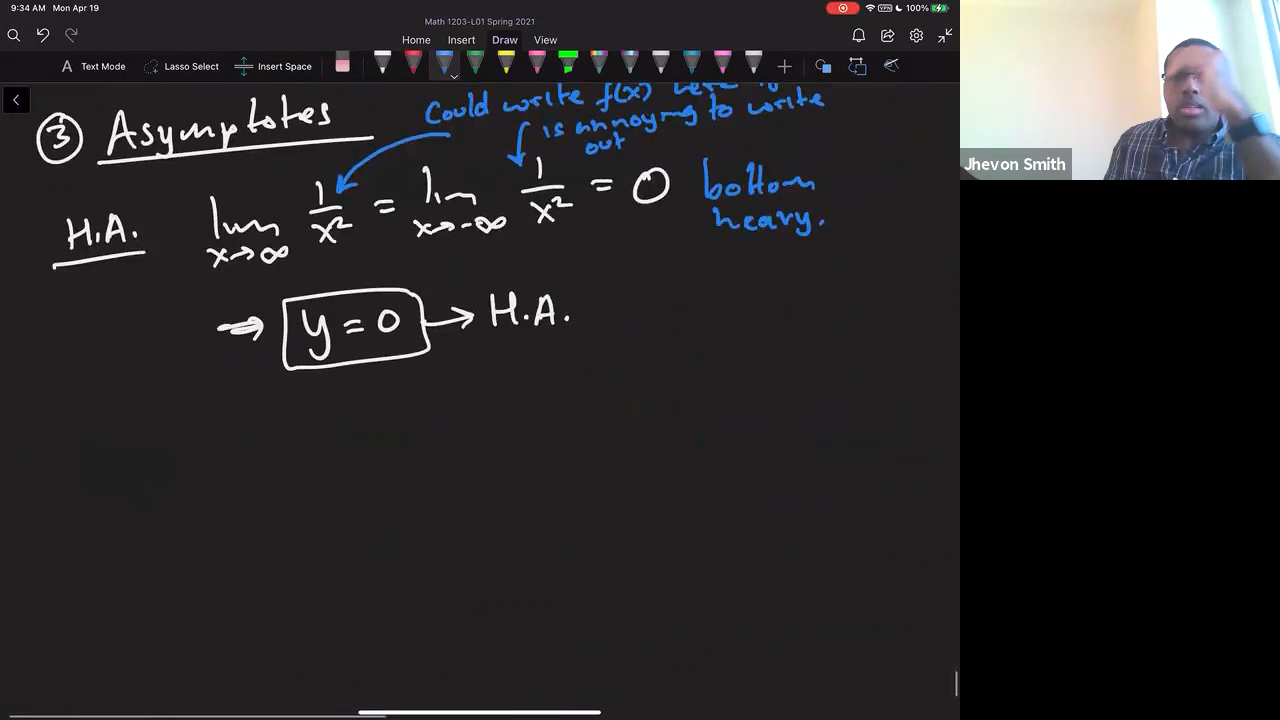 9:34 AM Mon Apr 19
100%
Math 1203-L01 Spring 2021
Home Insert Draw View
Text Mode Lasso Select Insert Space
③ Asymptotes
Could write f(x) here
is annoying to write
out
H.A. lim x→∞ 1/x² = lim x→-∞ 1/x² = 0 bottom
heavy.
⇒ y = 0 → H.A.
Jhevon Smith